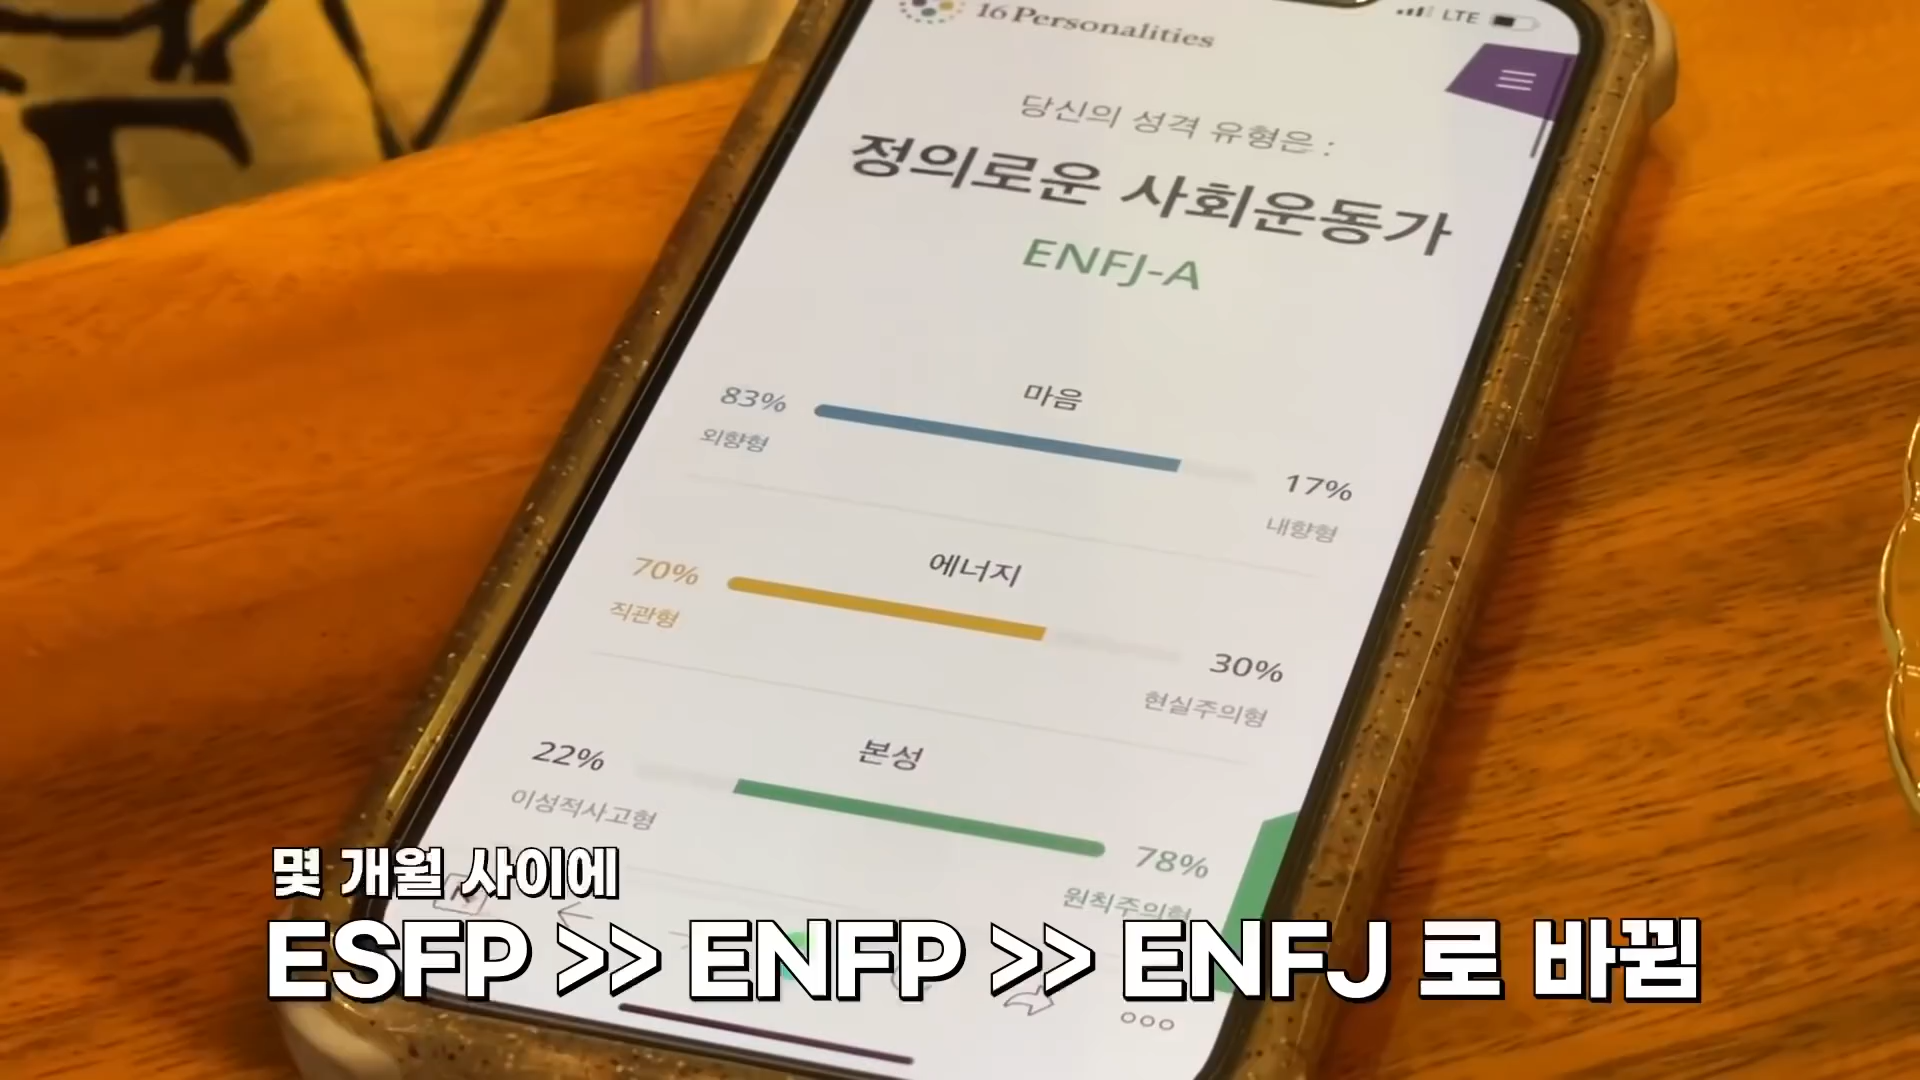 16Personalities
LTE
당신의 성격 유형은 :
정의로운 사회운동가
ENFJ-A
마음
83%
외향형
17%
내향형
에너지
70%
직관형
30%
현실주의형
본성
22%
이성적사고형
78%
원칙주의형
몇 개월 사이에
ESFP >> ENFP >> ENFJ 로 바뀜